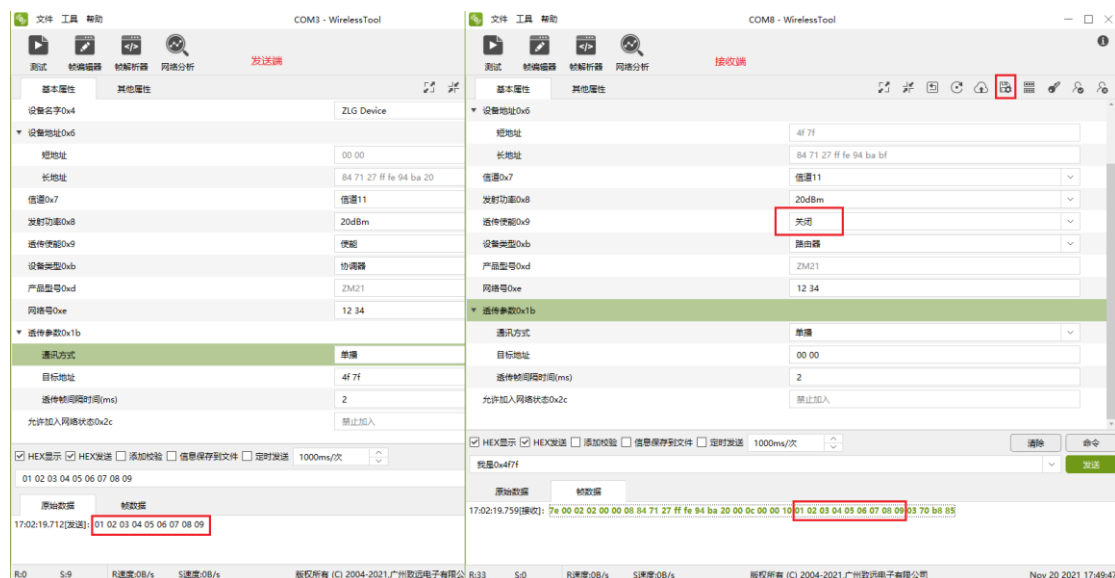 文件 工具 帮助
COM3 - WirelessTool
测试 帧编辑器 帧解析器 网络分析
发送端
基本属性 其他属性
设备名字0x4 ZLG Device
设备地址0x6
短地址 00 00
长地址 84 71 27 ff fe 94 ba 20
信道0x7 信道11
发射功率0x8 20dBm
透传使能0x9 使能
设备类型0xb 协调器
产品型号0xd ZM21
网络号0xe 12 34
透传参数0x1b
通讯方式 单播
目标地址 4f 7f
透传帧间隔时间(ms) 2
允许加入网络状态0x2c 禁止加入
HEX显示 HEX发送 添加校验 信息保存到文件 定时发送 1000ms/次
01 02 03 04 05 06 07 08 09
原始数据 帧数据
17:02:19.712[发送]: 01 02 03 04 05 06 07 08 09
R:0 S:9 R速度:0B/s S速度:0B/s 版权所有 (C) 2004-2021,广州致远电子有限公
文件 工具 帮助
COM8 - WirelessTool
测试 帧编辑器 帧解析器 网络分析
接收端
基本属性 其他属性
设备地址0x6
短地址 4f 7f
长地址 84 71 27 ff fe 94 ba bf
信道0x7 信道11
发射功率0x8 20dBm
透传使能0x9 关闭
设备类型0xb 路由器
产品型号0xd ZM21
网络号0xe 12 34
透传参数0x1b
通讯方式 单播
目标地址 00 00
透传帧间隔时间(ms) 2
允许加入网络状态0x2c 禁止加入
HEX显示 HEX发送 添加校验 信息保存到文件 定时发送 1000ms/次 清除 命令
我是0x4f7f 发送
原始数据 帧数据
17:02:19.759[接收]: 7e 00 02 02 00 00 08 84 71 27 ff fe 94 ba 20 00 0c 00 00 10 01 02 03 04 05 06 07 08 09 03 70 b8 85
R:33 S:0 R速度:0B/s S速度:0B/s 版权所有 (C) 2004-2021,广州致远电子有限公司 Nov 20 2021 17:49:47